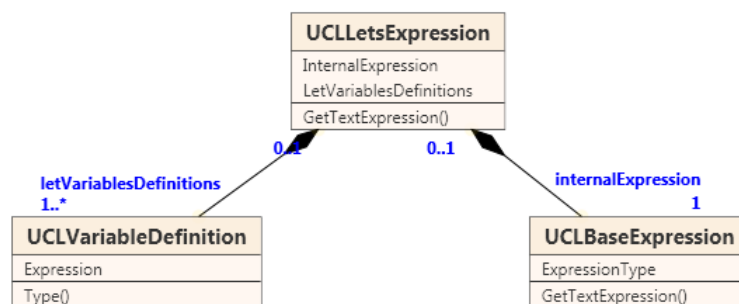 UCLLetsExpression
InternalExpression
LetVariablesDefinitions
GetTextExpression()
0..1
0..1
letVariablesDefinitions
1..*
internalExpression
1
UCLVariableDefinition
Expression
Type()
UCLBaseExpression
ExpressionType
GetTextExpression()